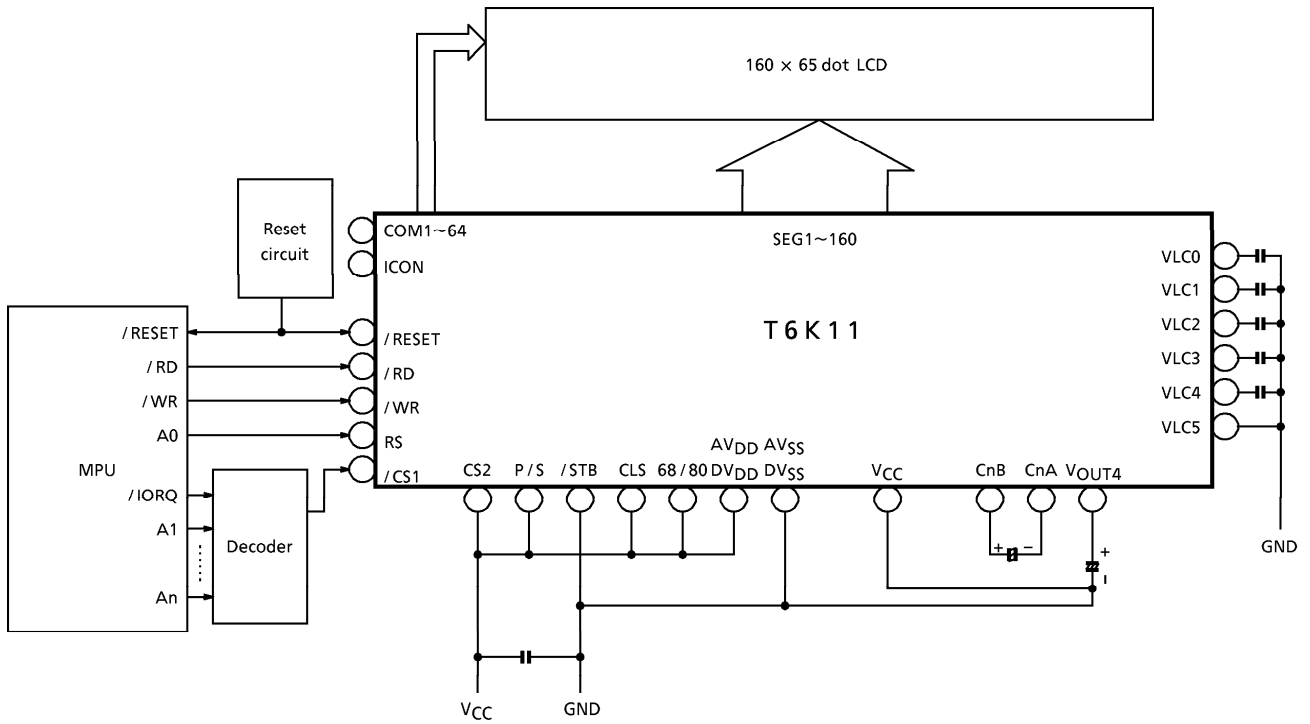 160 × 65 dot LCD
Reset
circuit
COM1~64
SEG1~160
ICON
VLC0
VLC1
VLC2
VLC3
VLC4
VLC5
T6K11
/RESET
/RD
/WR
A0
MPU
/IORQ
A1
An
/RESET
/RD
/WR
RS
/CS1
Decoder
AVDD AVSS
CS2 P/S /STB CLS 68/80 DVDD DVSS VCC CnB CnA VOUT4
+ −
+
−
GND
VCC GND